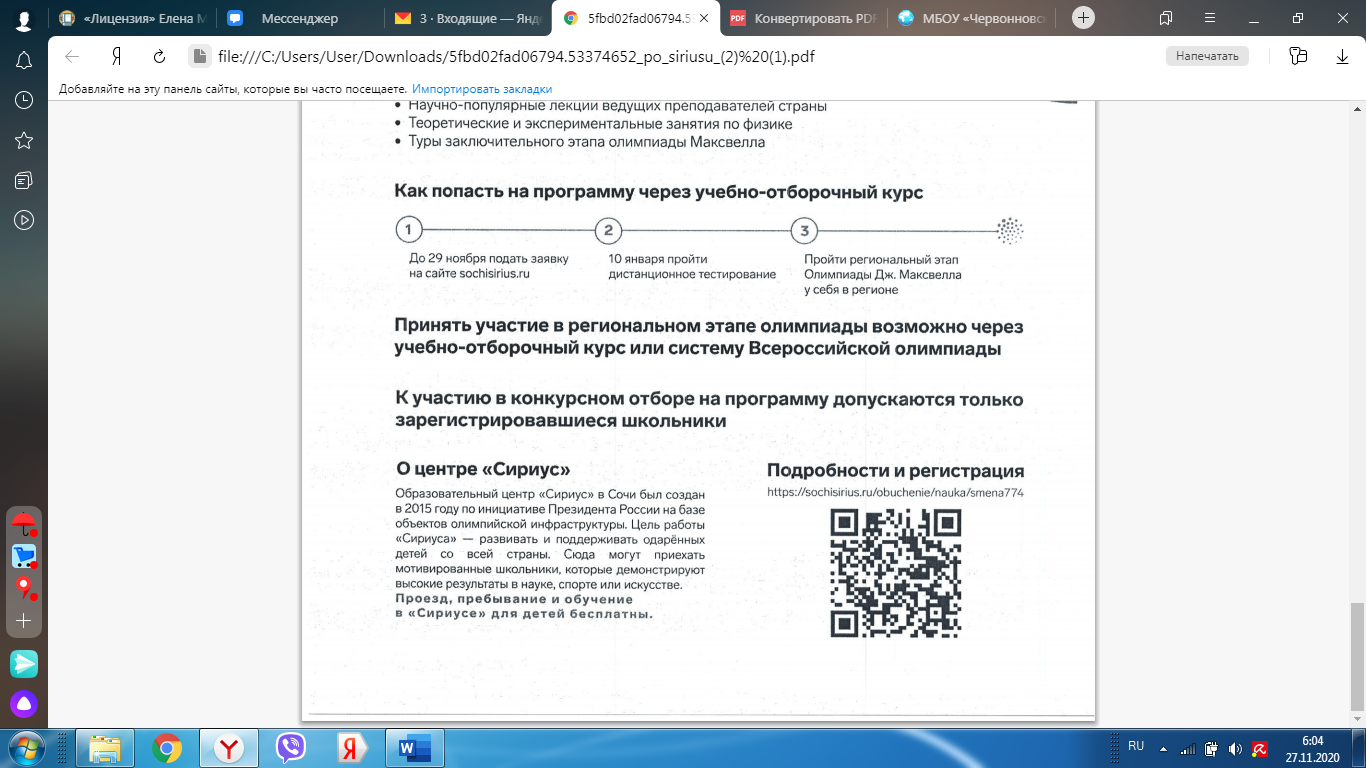 «Лицензия» Елена М
Мессенджер
3 · Входящие — Янде
5fbd02fad06794.53
Конвертировать PDF
МБОУ «Червонновс
file:///C:/Users/User/Downloads/5fbd02fad06794.53374652_po_siriusu_(2)%20(1).pdf
Напечатать
Добавляйте на эту панель сайты, которые вы часто посещаете. Импортировать закладки
• Научно-популярные лекции ведущих преподавателей страны
• Теоретические и экспериментальные занятия по физике
• Туры заключительного этапа олимпиады Максвелла
Как попасть на программу через учебно-отборочный курс
1
2
3
До 29 ноября подать заявку
на сайте sochisirius.ru
10 января пройти
дистанционное тестирование
Пройти региональный этап
Олимпиады Дж. Максвелла
у себя в регионе
Принять участие в региональном этапе олимпиады возможно через
учебно-отборочный курс или систему Всероссийской олимпиады
К участию в конкурсном отборе на программу допускаются только
зарегистрировавшиеся школьники
О центре «Сириус»
Образовательный центр «Сириус» в Сочи был создан
в 2015 году по инициативе Президента России на базе
объектов олимпийской инфраструктуры. Цель работы
«Сириуса» — развивать и поддерживать одарённых
детей со всей страны. Сюда могут приехать
мотивированные школьники, которые демонстрируют
высокие результаты в науке, спорте или искусстве.
Проезд, пребывание и обучение
в «Сириусе» для детей бесплатны.
Подробности и регистрация
https://sochisirius.ru/obuchenie/nauka/smena774
RU
6:04
27.11.2020